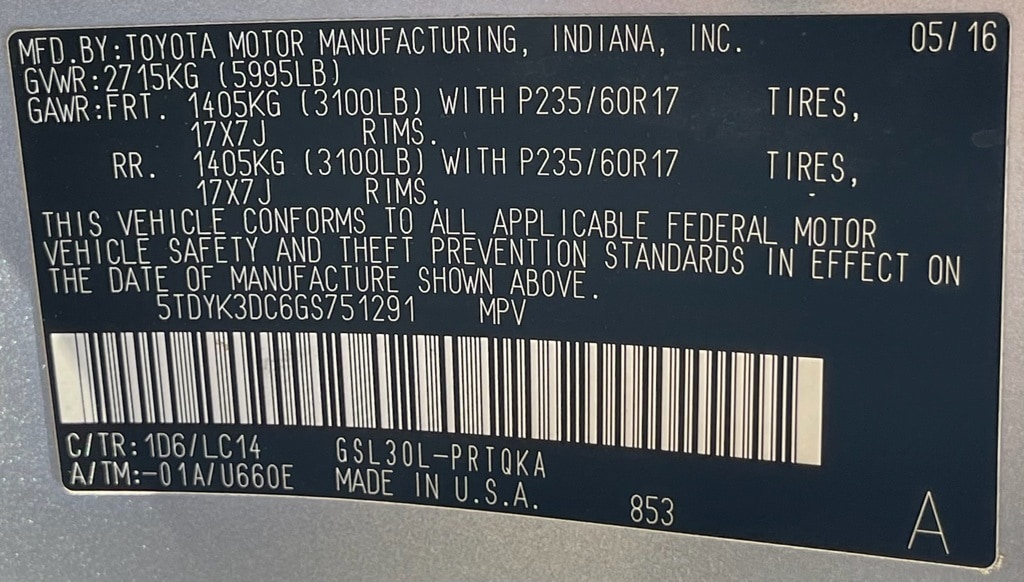 MFD.BY:TOYOTA MOTOR MANUFACTURING, INDIANA, INC. 05/16
GVWR:2715KG (5995LB)
GAWR:FRT. 1405KG (3100LB) WITH P235/60R17 TIRES,
17X7J RIMS.
RR. 1405KG (3100LB) WITH P235/60R17 TIRES,
17X7J RIMS.
THIS VEHICLE CONFORMS TO ALL APPLICABLE FEDERAL MOTOR
VEHICLE SAFETY AND THEFT PREVENTION STANDARDS IN EFFECT ON
THE DATE OF MANUFACTURE SHOWN ABOVE.
5TDYK3DC6GS751291 MPV
C/TR:1D6/LC14 GSL30L-PRTQKA
A/TM:-01A/U660E MADE IN U.S.A. 853 A